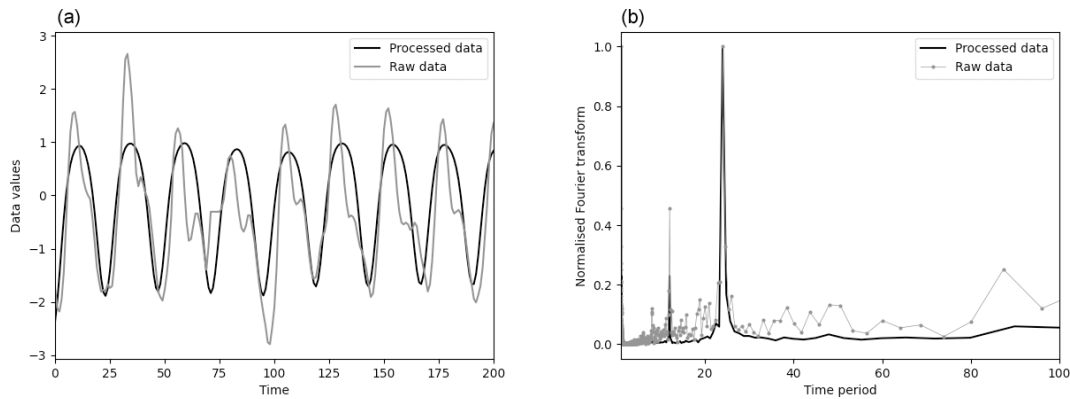 (a)
3
2
1
0
−1
−2
−3
Data values
Processed data
Raw data
0 25 50 75 100 125 150 175 200
Time
(b)
1.0
0.8
0.6
0.4
0.2
0.0
Normalised Fourier transform
Processed data
Raw data
20 40 60 80 100
Time period